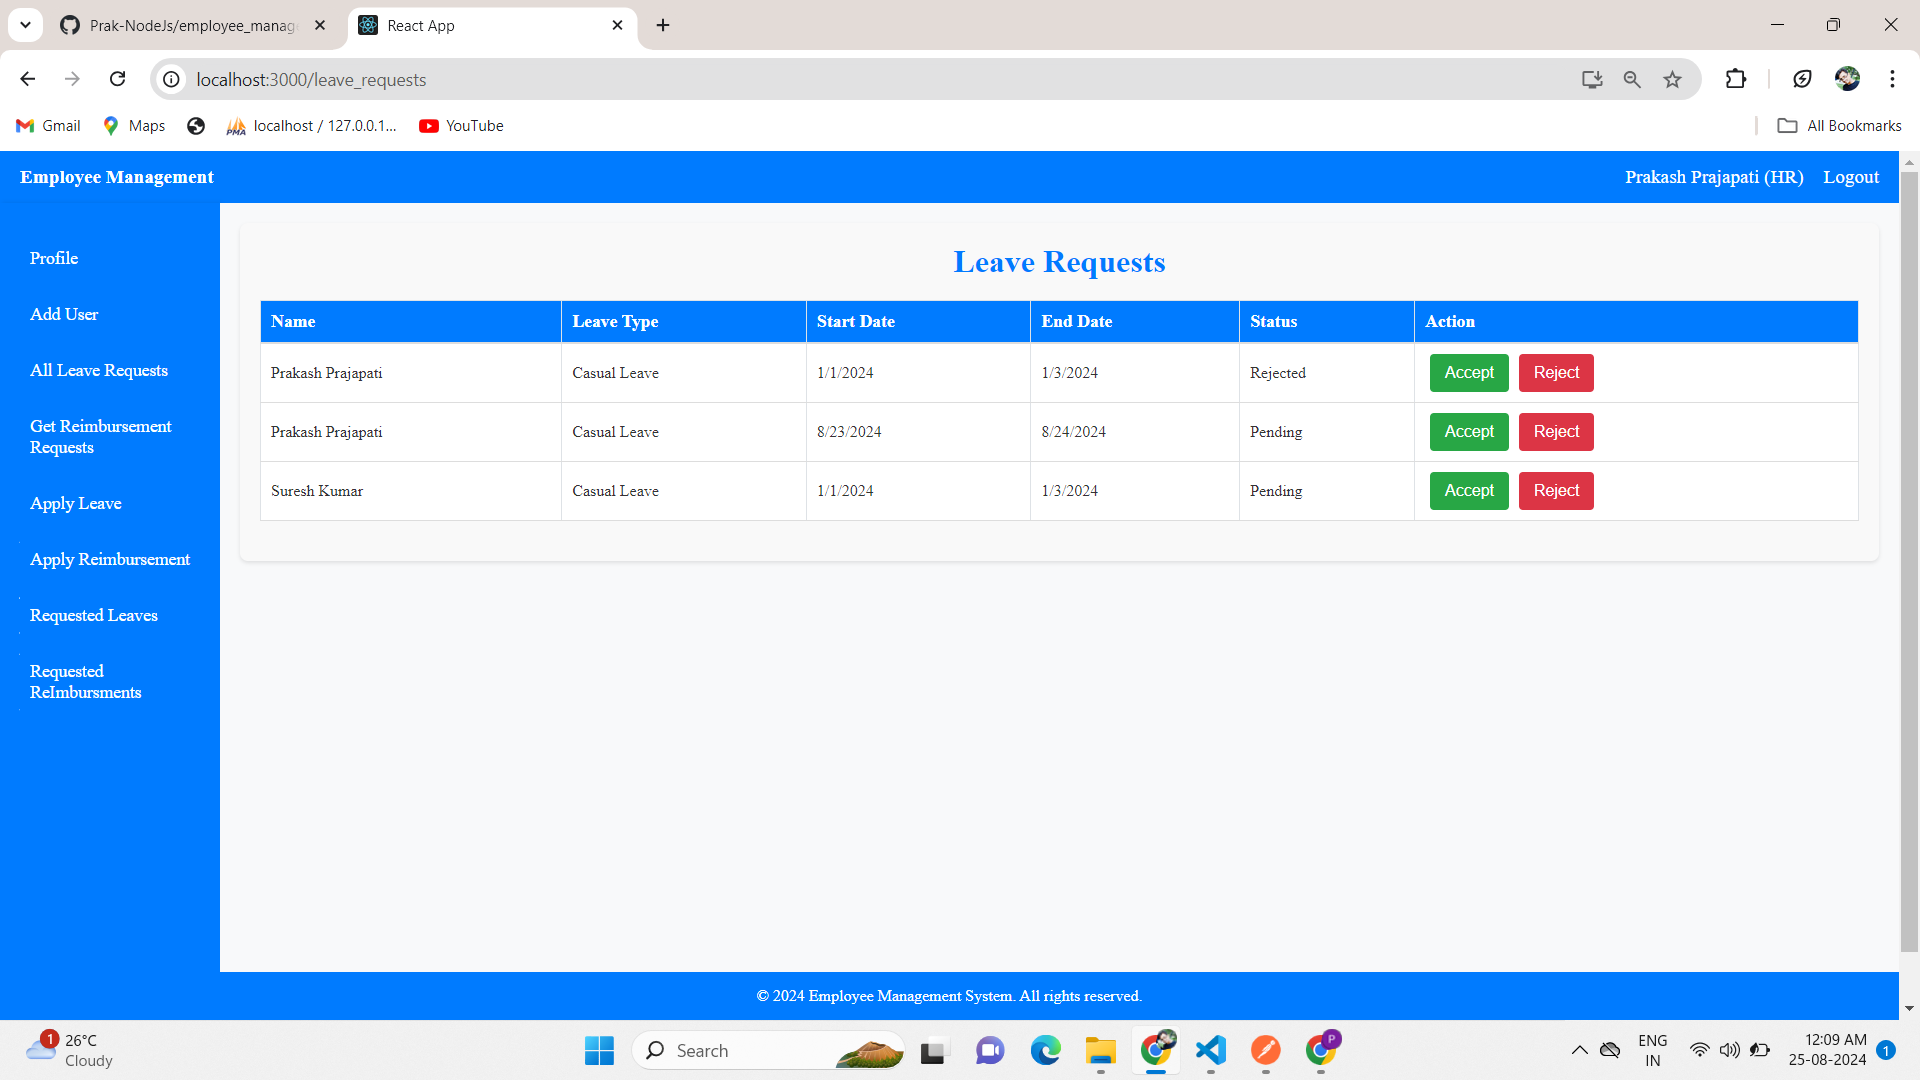 Prak-NodeJs/employee_manag
React App
localhost:3000/leave_requests
Gmail
Maps
localhost / 127.0.0.1...
YouTube
All Bookmarks
Employee Management
Prakash Prajapati (HR)
Logout
Profile
Add User
All Leave Requests
Get Reimbursement
Requests
Apply Leave
Apply Reimbursement
Requested Leaves
Requested
ReImbursments
Leave Requests
Name Leave Type Start Date End Date Status Action
Prakash Prajapati Casual Leave 1/1/2024 1/3/2024 Rejected Accept Reject
Prakash Prajapati Casual Leave 8/23/2024 8/24/2024 Pending Accept Reject
Suresh Kumar Casual Leave 1/1/2024 1/3/2024 Pending Accept Reject
© 2024 Employee Management System. All rights reserved.
1
26°C
Cloudy
Search
P
ENG
IN
12:09 AM
25-08-2024
1